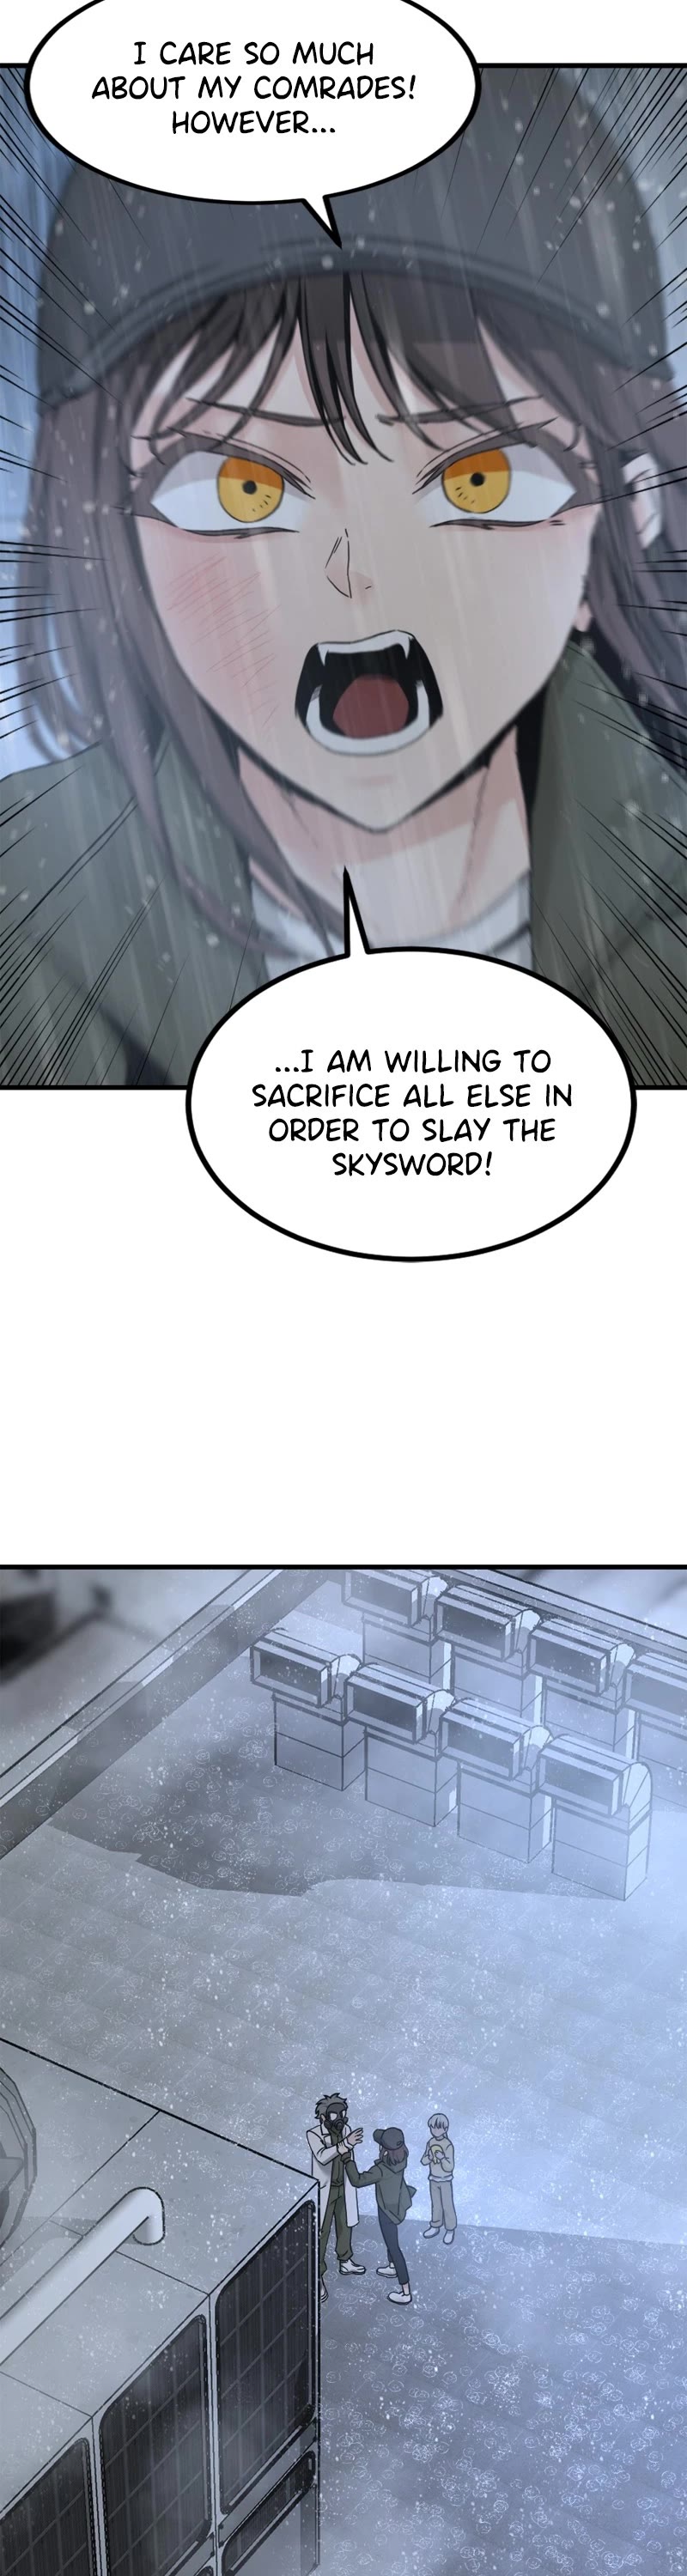 I CARE SO MUCH
ABOUT MY COMRADES!
HOWEVER...
...I AM WILLING TO
SACRIFICE ALL ELSE IN
ORDER TO SLAY THE
SKYSWORD!